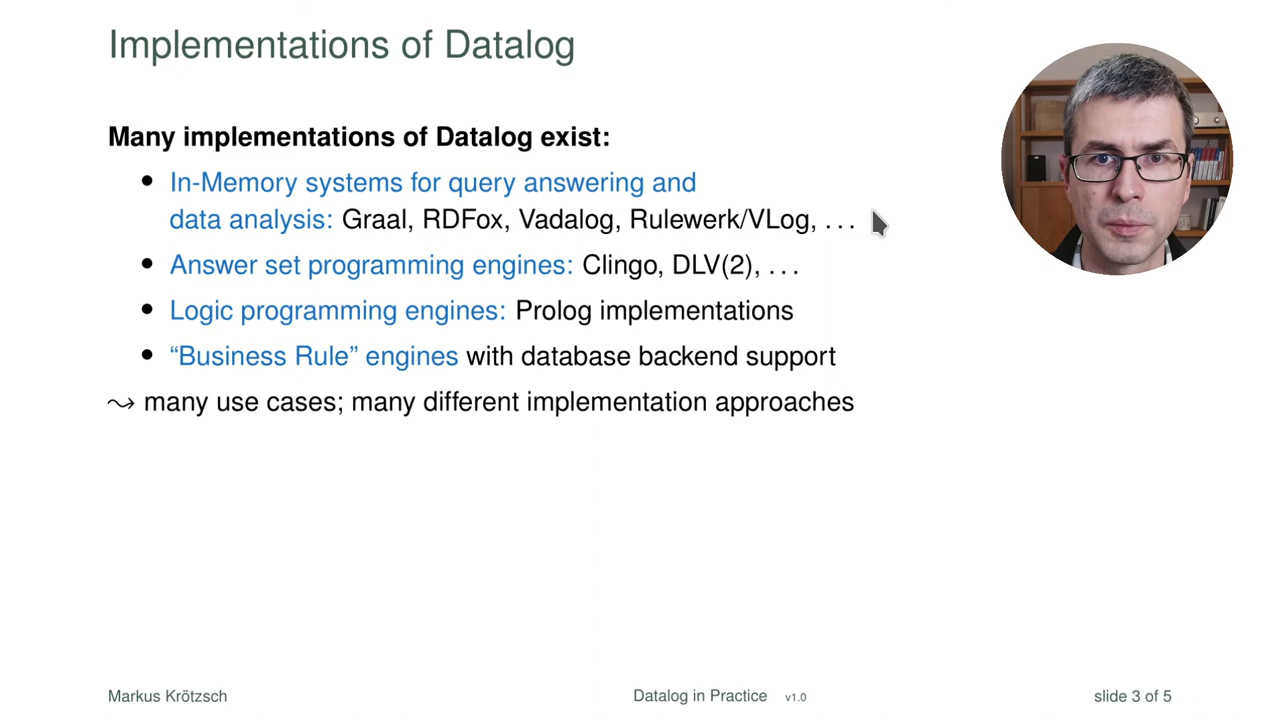 Implementations of Datalog
Many implementations of Datalog exist:
• In-Memory systems for query answering and
data analysis: Graal, RDFox, Vadalog, Rulewerk/VLog, . . .
• Answer set programming engines: Clingo, DLV(2), . . .
• Logic programming engines: Prolog implementations
• “Business Rule” engines with database backend support
⤳ many use cases; many different implementation approaches
Markus Krötzsch Datalog in Practice v1.0 slide 3 of 5